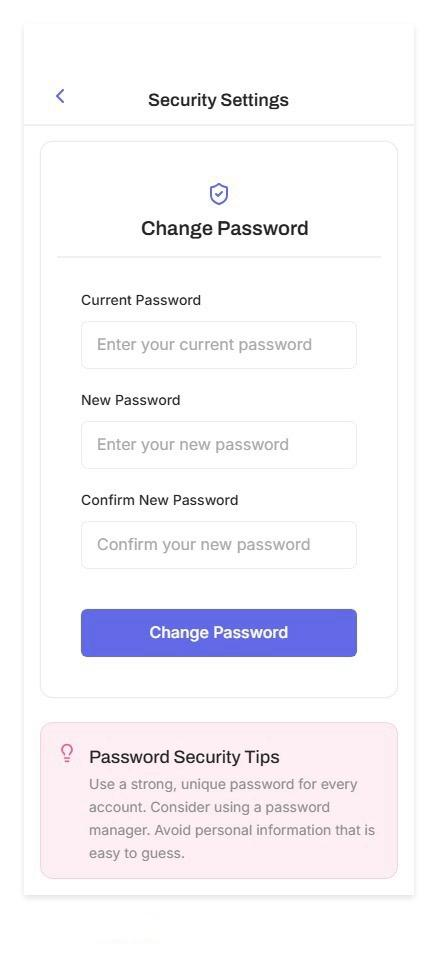 Security Settings
Change Password
Current Password
Enter your current password
New Password
Enter your new password
Confirm New Password
Confirm your new password
Change Password
Password Security Tips
Use a strong, unique password for every
account. Consider using a password
manager. Avoid personal information that is
easy to guess.